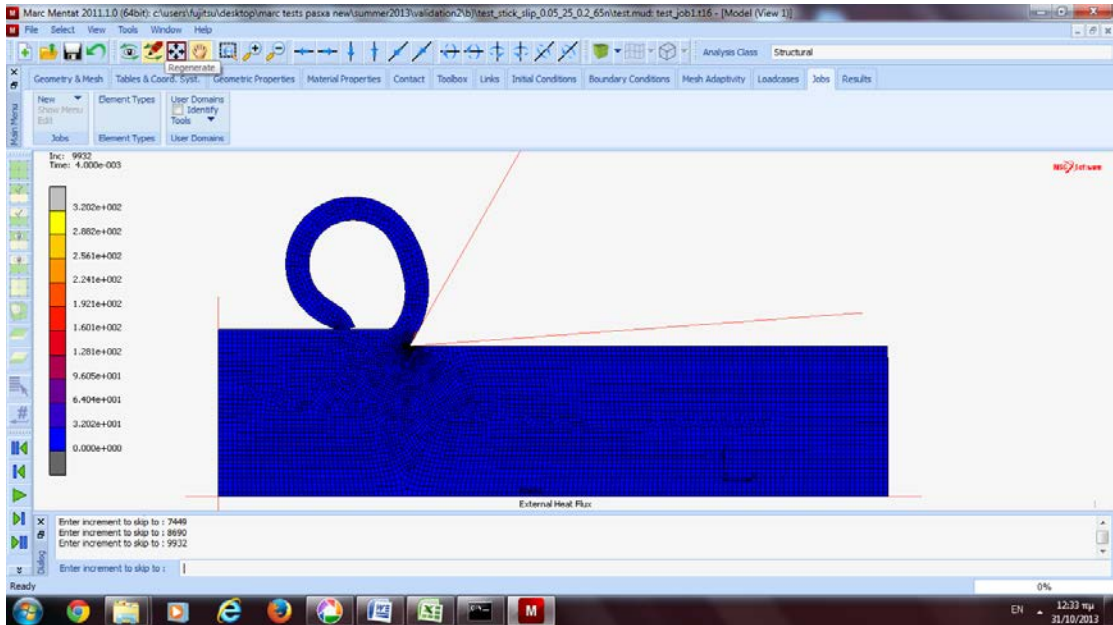 Marc Mentat 2011.1.0 (64bit): c:\users\fujitsu\desktop\marc tests pasxa new\summer2013\validation2\b)\test_stick_slip_0.05_25_0.2_65n\test.mud: test_job1.t16 - [Model (View 1)]
File Select View Tools Window Help
Analysis Class Structural
Regenerate
Geometry & Mesh Tables & Coord. Syst. Geometric Properties Material Properties Contact Toolbox Links Initial Conditions Boundary Conditions Mesh Adaptivity Loadcases Jobs Results
Main Menu
New Element Types User Domains
Show Menu Identify
Edit Tools
Jobs Element Types User Domains
Inc: 9932
Time: 4.000e-003
MSC Software
3.202e+002
2.882e+002
2.561e+002
2.241e+002
1.921e+002
1.601e+002
1.281e+002
9.605e+001
6.404e+001
3.202e+001
0.000e+000
External Heat Flux
1
Dialog
Enter increment to skip to : 7449
Enter increment to skip to : 8690
Enter increment to skip to : 9932
Enter increment to skip to :
Ready
0%
EN
12:33 πμ
31/10/2013